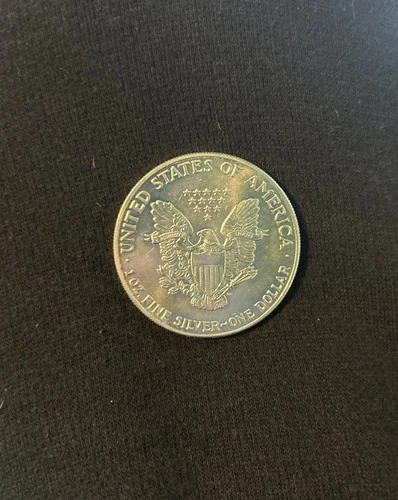 UNITED STATES OF AMERICA
1 OZ. FINE SILVER~ONE DOLLAR